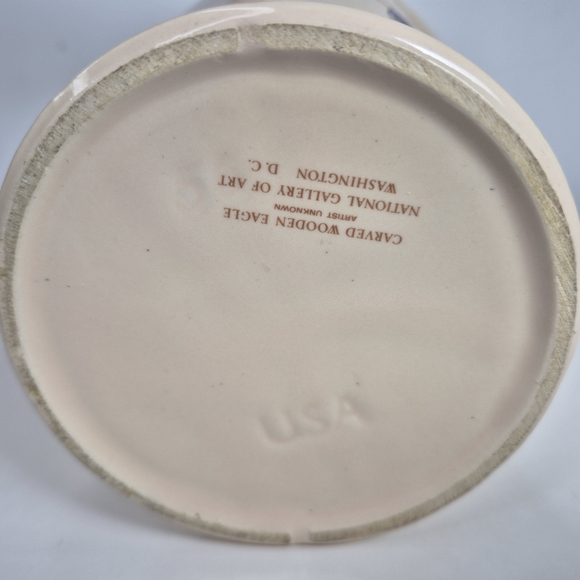 CARVED WOODEN EAGLE
ARTIST UNKNOWN
NATIONAL GALLERY OF ART
WASHINGTON D.C.
USA